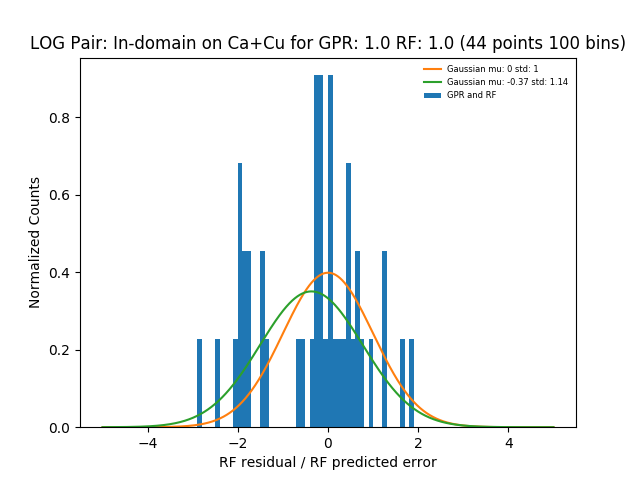 LOG Pair: In-domain on Ca+Cu for GPR: 1.0 RF: 1.0 (44 points 100 bins)
Gaussian mu: 0 std: 1
Gaussian mu: -0.37 std: 1.14
GPR and RF
Normalized Counts
0.8
0.6
0.4
0.2
0.0
−4
−2
0
2
4
RF residual / RF predicted error